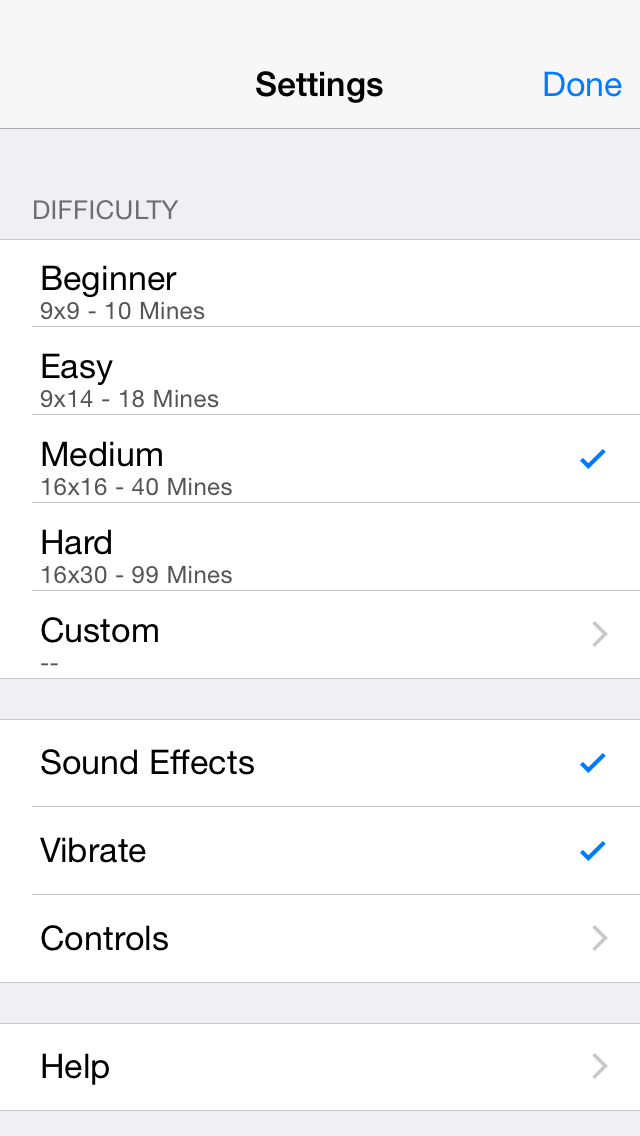 Settings
Done
DIFFICULTY
Beginner
9x9 - 10 Mines
Easy
9x14 - 18 Mines
Medium
16x16 - 40 Mines
Hard
16x30 - 99 Mines
Custom
--
Sound Effects
Vibrate
Controls
Help